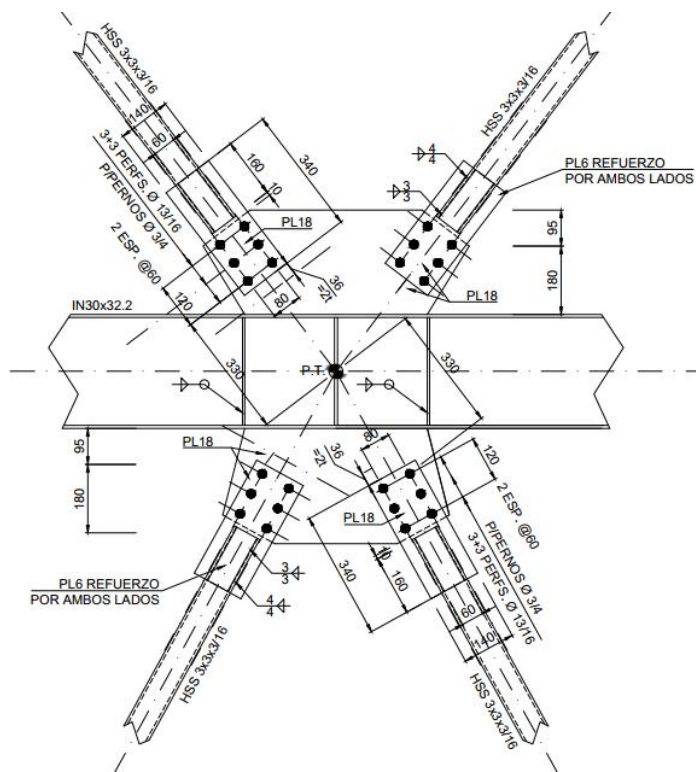 HSS 3x3x3/16
140
60
3+3 PERFS. Ø 13/16
P/PERNOS Ø 3/4
2 ESP. @60
120
160
340
10
PL18
36
=2t
80
330
HSS 3x3x3/16
4
4
3
3
PL6 REFUERZO
POR AMBOS LADOS
PL18
95
180
IN30x32.2
P.T.
330
95
180
PL18
PL6 REFUERZO
POR AMBOS LADOS
3
3
4
4
HSS 3x3x3/16
80
36
=2t
PL18
10
340
160
120
2 ESP. @60
P/PERNOS Ø 3/4
3+3 PERFS. Ø 13/16
60
140
HSS 3x3x3/16